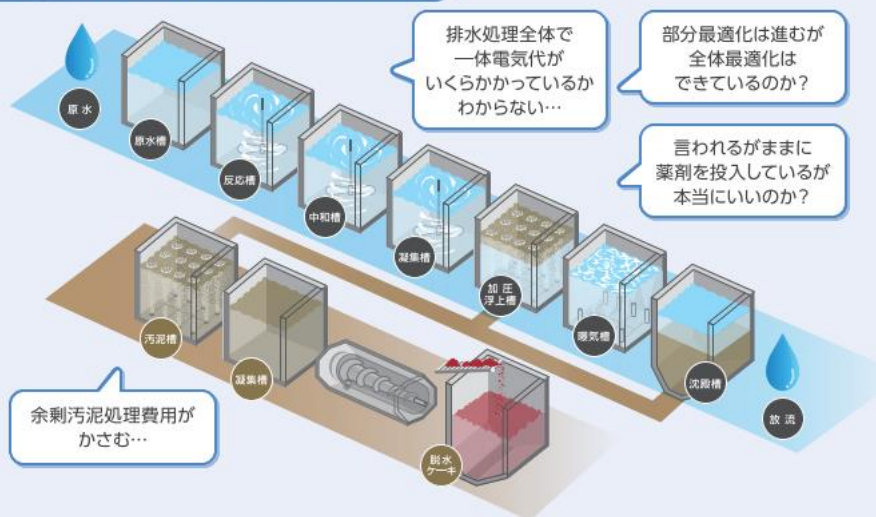 排水処理全体で
一体電気代が
いくらかかっているか
わからない…
部分最適化は進むが
全体最適化は
できているのか？
言われるがままに
薬剤を投入しているが
本当にいいのか？
原水
原水槽
反応槽
中和槽
凝集槽
加圧
浮上槽
曖気槽
沈殿槽
放流
汚泥槽
凝集槽
脱水
ケーキ
余剰汚泥処理費用が
かさむ…